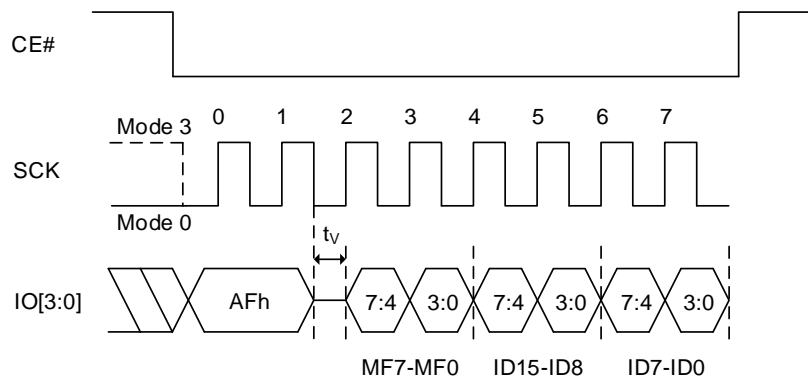 CE#
0 1 2 3 4 5 6 7
Mode 3
SCK
Mode 0
tV
IO[3:0] AFh 7:4 3:0 7:4 3:0 7:4 3:0
MF7-MF0 ID15-ID8 ID7-ID0